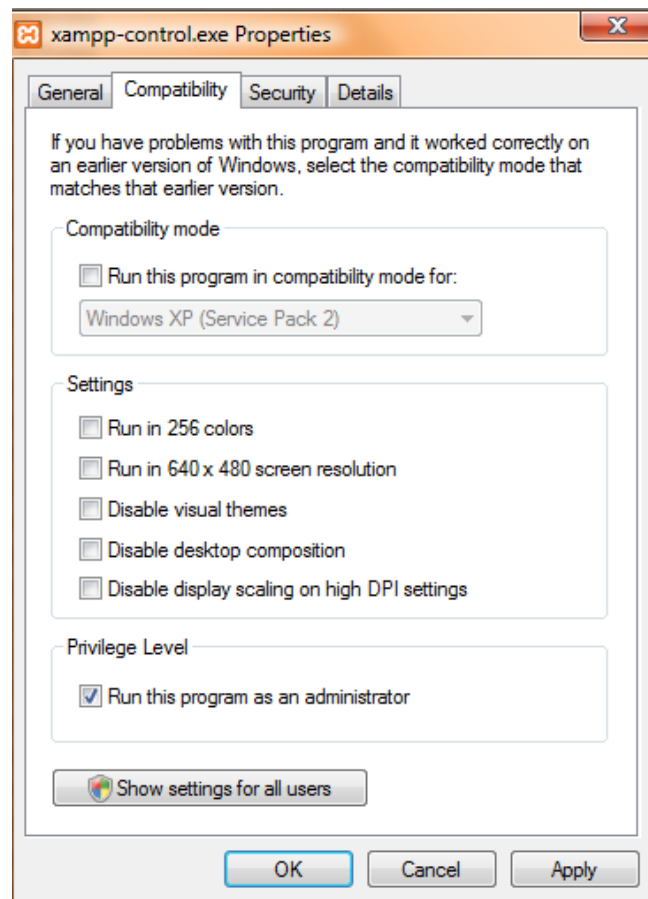 xampp-control.exe Properties
General Compatibility Security Details
If you have problems with this program and it worked correctly on
an earlier version of Windows, select the compatibility mode that
matches that earlier version.
Compatibility mode
Run this program in compatibility mode for:
Windows XP (Service Pack 2)
Settings
Run in 256 colors
Run in 640 x 480 screen resolution
Disable visual themes
Disable desktop composition
Disable display scaling on high DPI settings
Privilege Level
Run this program as an administrator
Show settings for all users
OK Cancel Apply